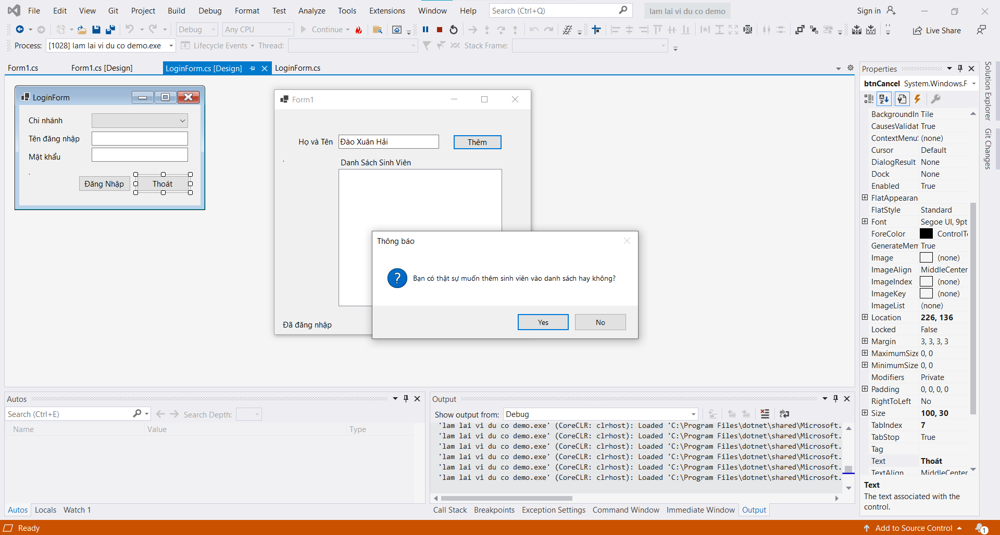 File Edit View Git Project Build Debug Format Test Analyze Tools Extensions Window Help Search (Ctrl+Q) lam lai vi du co demo Sign in
Debug Any CPU Continue Live Share
Process: [1028] lam lai vi du co demo.exe Lifecycle Events Thread: Stack Frame:
Form1.cs Form1.cs [Design] LoginForm.cs [Design] LoginForm.cs
LoginForm
Chi nhánh
Tên đăng nhập
Mật khẩu
Đăng Nhập Thoát
Form1
Họ và Tên Đào Xuân Hải Thêm
Danh Sách Sinh Viên
Đã đăng nhập
Thông báo
? Bạn có thật sự muốn thêm sinh viên vào danh sách hay không?
Yes No
Properties
btnCancel System.Windows.F
BackgroundIn Tile
CausesValidat True
ContextMenuS (none)
Cursor Default
DialogResult None
Dock None
Enabled True
FlatAppearan
FlatStyle Standard
Font Segoe UI, 9pt
ForeColor ControlTe
GenerateMem True
Image (none)
ImageAlign MiddleCenter
ImageIndex (none)
ImageKey (none)
ImageList (none)
Location 226, 136
Locked False
Margin 3, 3, 3, 3
MaximumSize 0, 0
MinimumSize 0, 0
Modifiers Private
Padding 0, 0, 0, 0
RightToLeft No
Size 100, 30
TabIndex 7
TabStop True
Tag
Text Thoát
TextAlign MiddleCenter
Text
The text associated with the
control.
Solution Explorer
Git Changes
Autos
Search (Ctrl+E) Search Depth:
Name Value Type
Autos Locals Watch 1
Output
Show output from: Debug
'lam lai vi du co demo.exe' (CoreCLR: clrhost): Loaded 'C:\Program Files\dotnet\shared\Microsoft.
'lam lai vi du co demo.exe' (CoreCLR: clrhost): Loaded 'C:\Program Files\dotnet\shared\Microsoft.
'lam lai vi du co demo.exe' (CoreCLR: clrhost): Loaded 'C:\Program Files\dotnet\shared\Microsoft.
'lam lai vi du co demo.exe' (CoreCLR: clrhost): Loaded 'C:\Program Files\dotnet\shared\Microsoft.
'lam lai vi du co demo.exe' (CoreCLR: clrhost): Loaded 'C:\Program Files\dotnet\shared\Microsoft.
'lam lai vi du co demo.exe' (CoreCLR: clrhost): Loaded 'C:\Program Files\dotnet\shared\Microsoft.
Call Stack Breakpoints Exception Settings Command Window Immediate Window Output
Ready Add to Source Control 1